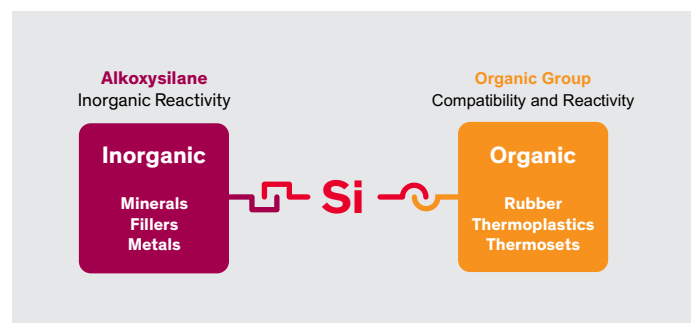 Alkoxysilane
Inorganic Reactivity
Inorganic
Minerals
Fillers
Metals
Si
Organic Group
Compatibility and Reactivity
Organic
Rubber
Thermoplastics
Thermosets